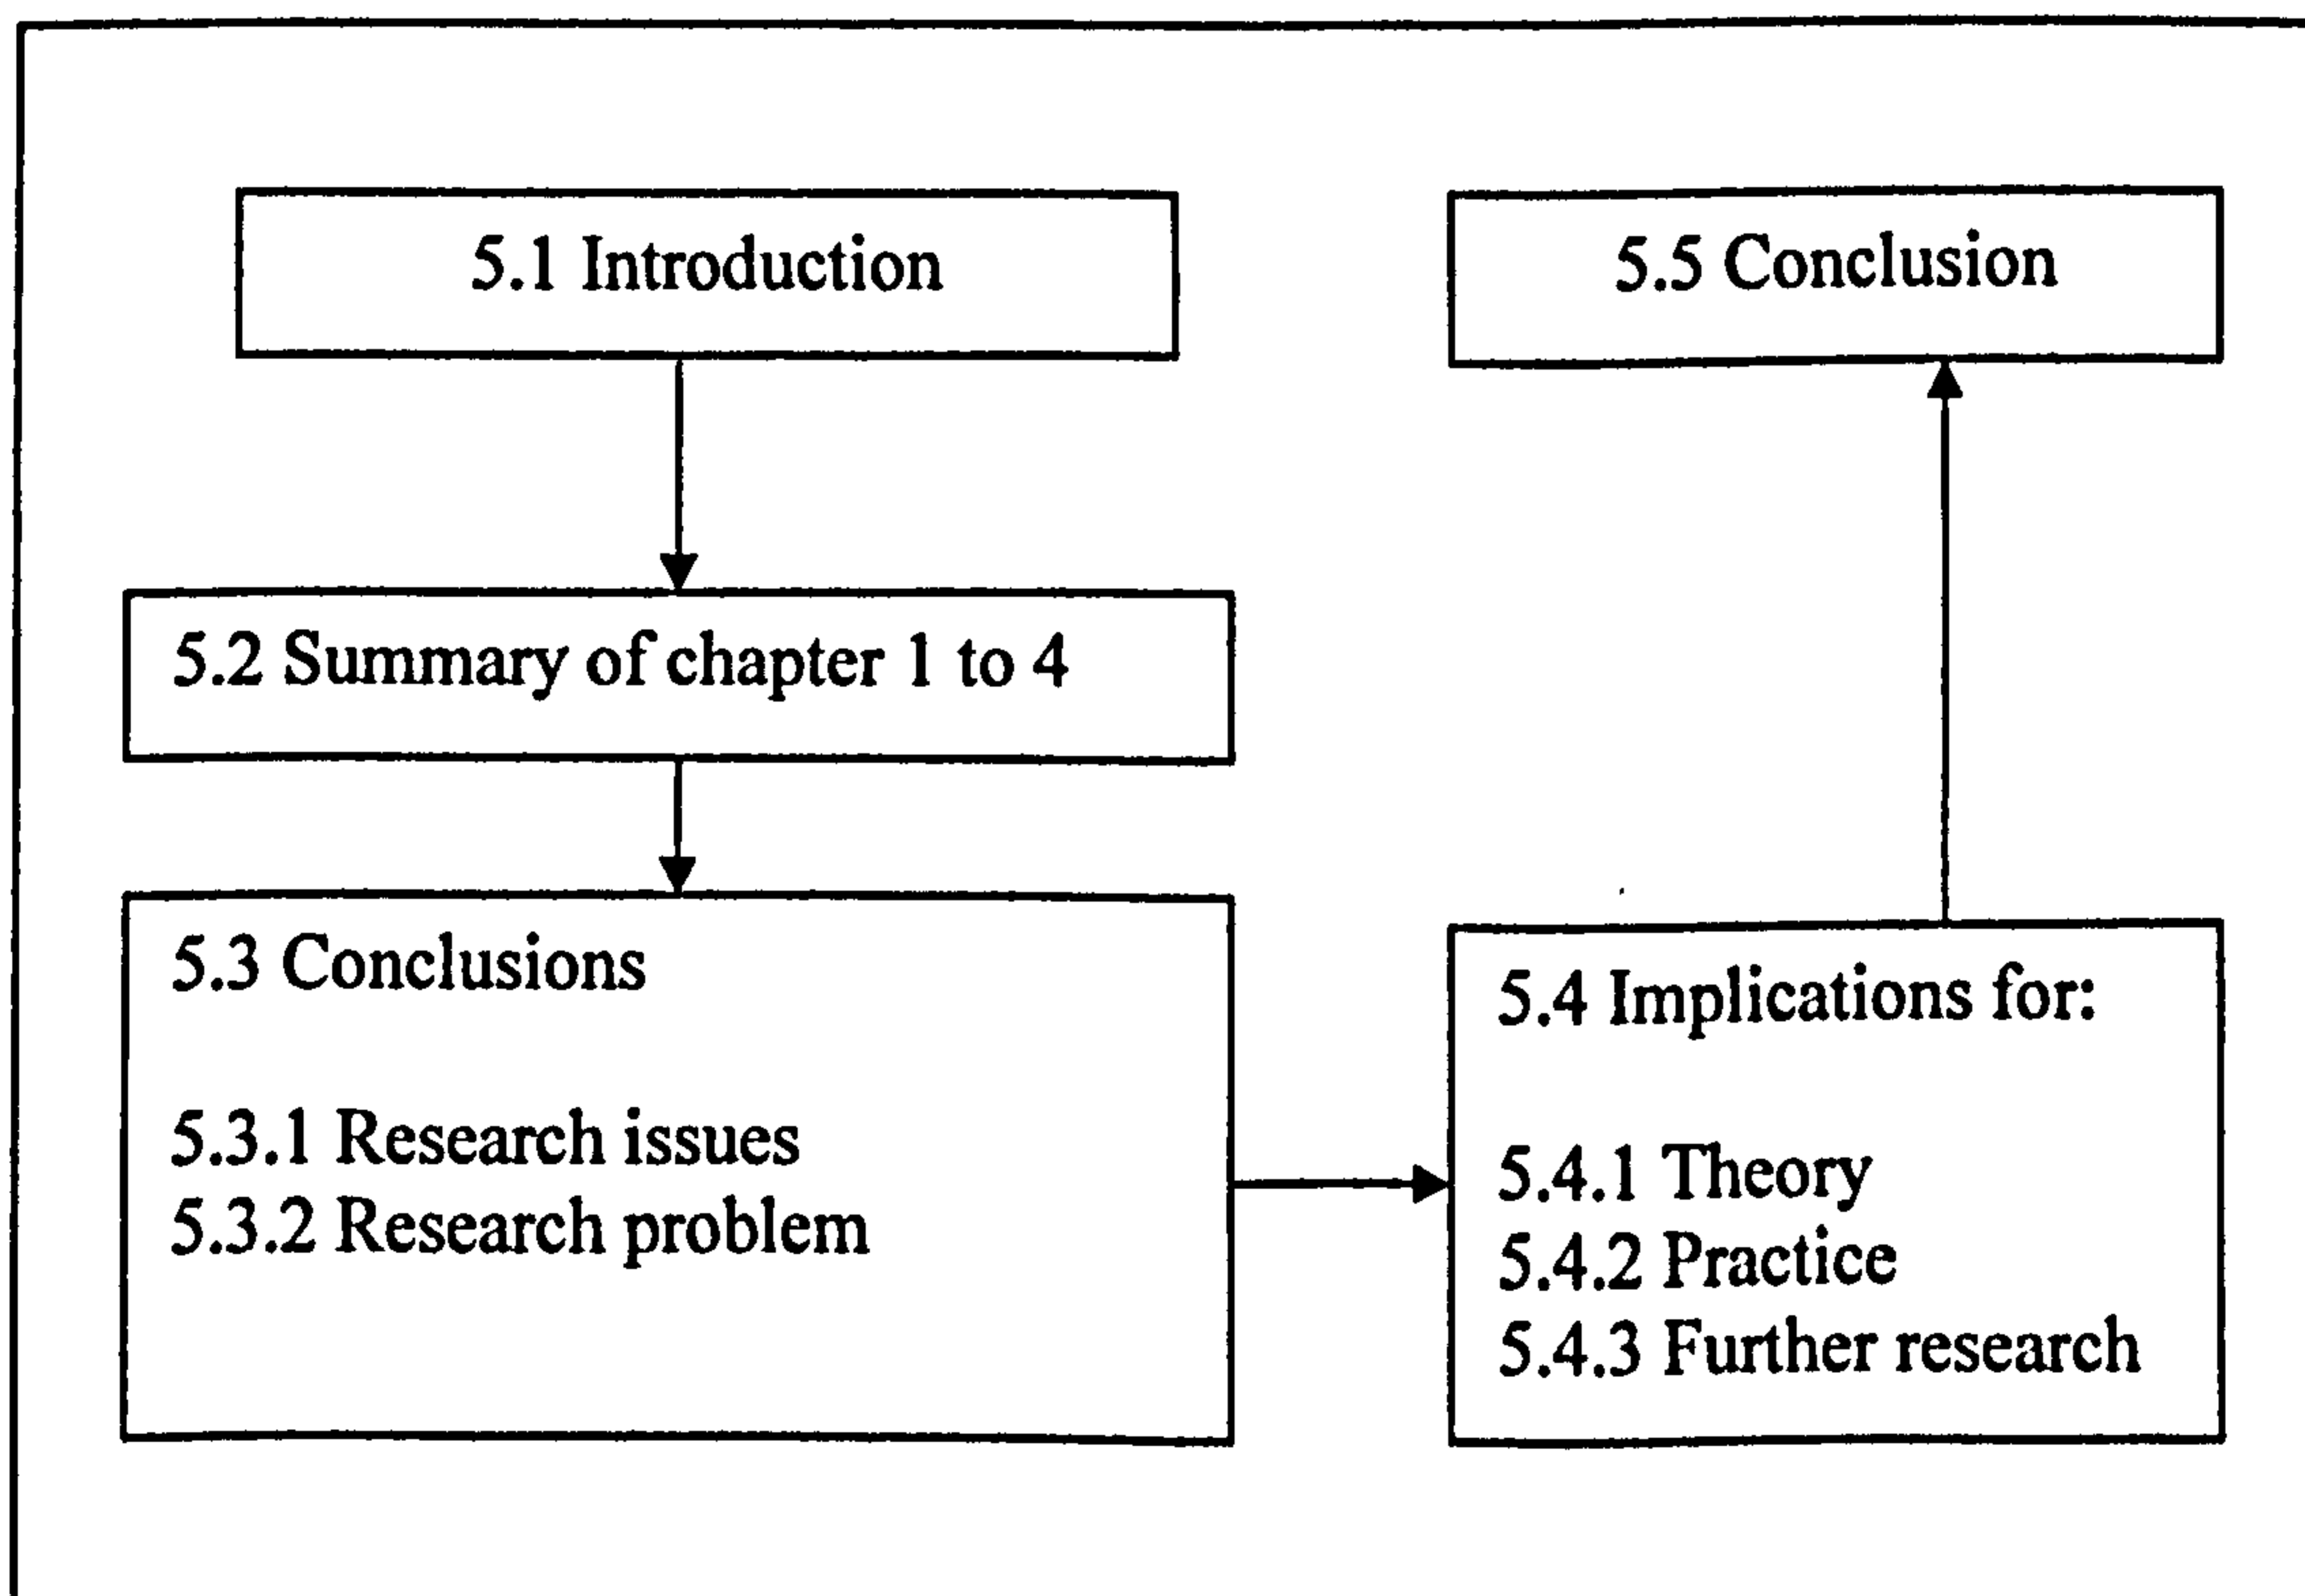 5.1 Introduction
5.2 Summary of chapter 1 to 4
5.3 Conclusions
5.3.1 Research issues
5.3.2 Research problem
5.4 Implications for:
5.4.1 Theory
5.4.2 Practice
5.4.3 Further research
5.5 Conclusion